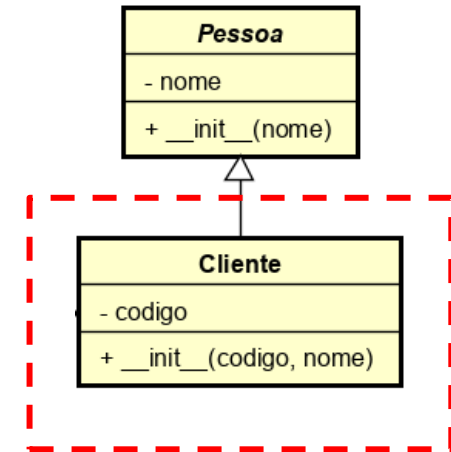 Pessoa
- nome
+ __init__(nome)
Cliente
- codigo
+ __init__(codigo, nome)